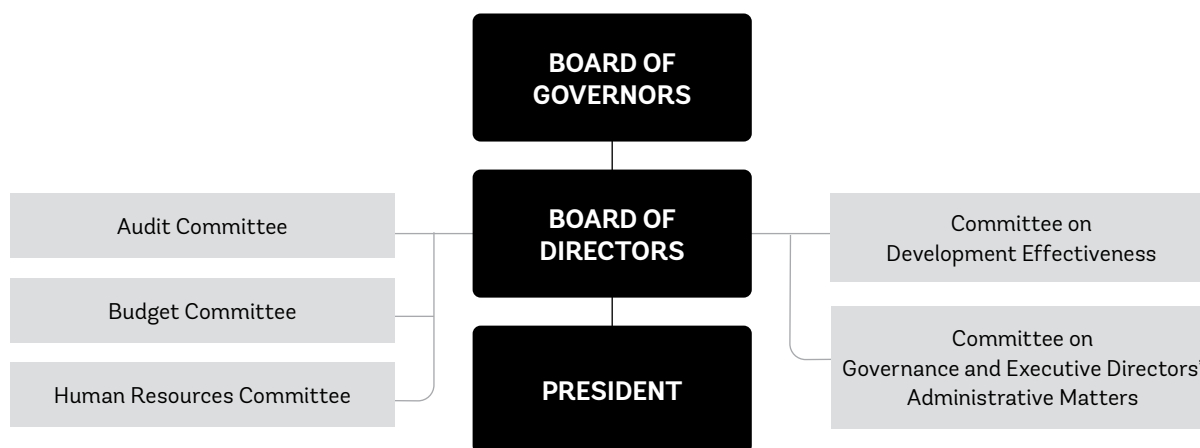 BOARD OF
GOVERNORS
BOARD OF
DIRECTORS
Audit Committee
Budget Committee
Human Resources Committee
Committee on
Development Effectiveness
Committee on
Governance and Executive Directors'
Administrative Matters
PRESIDENT